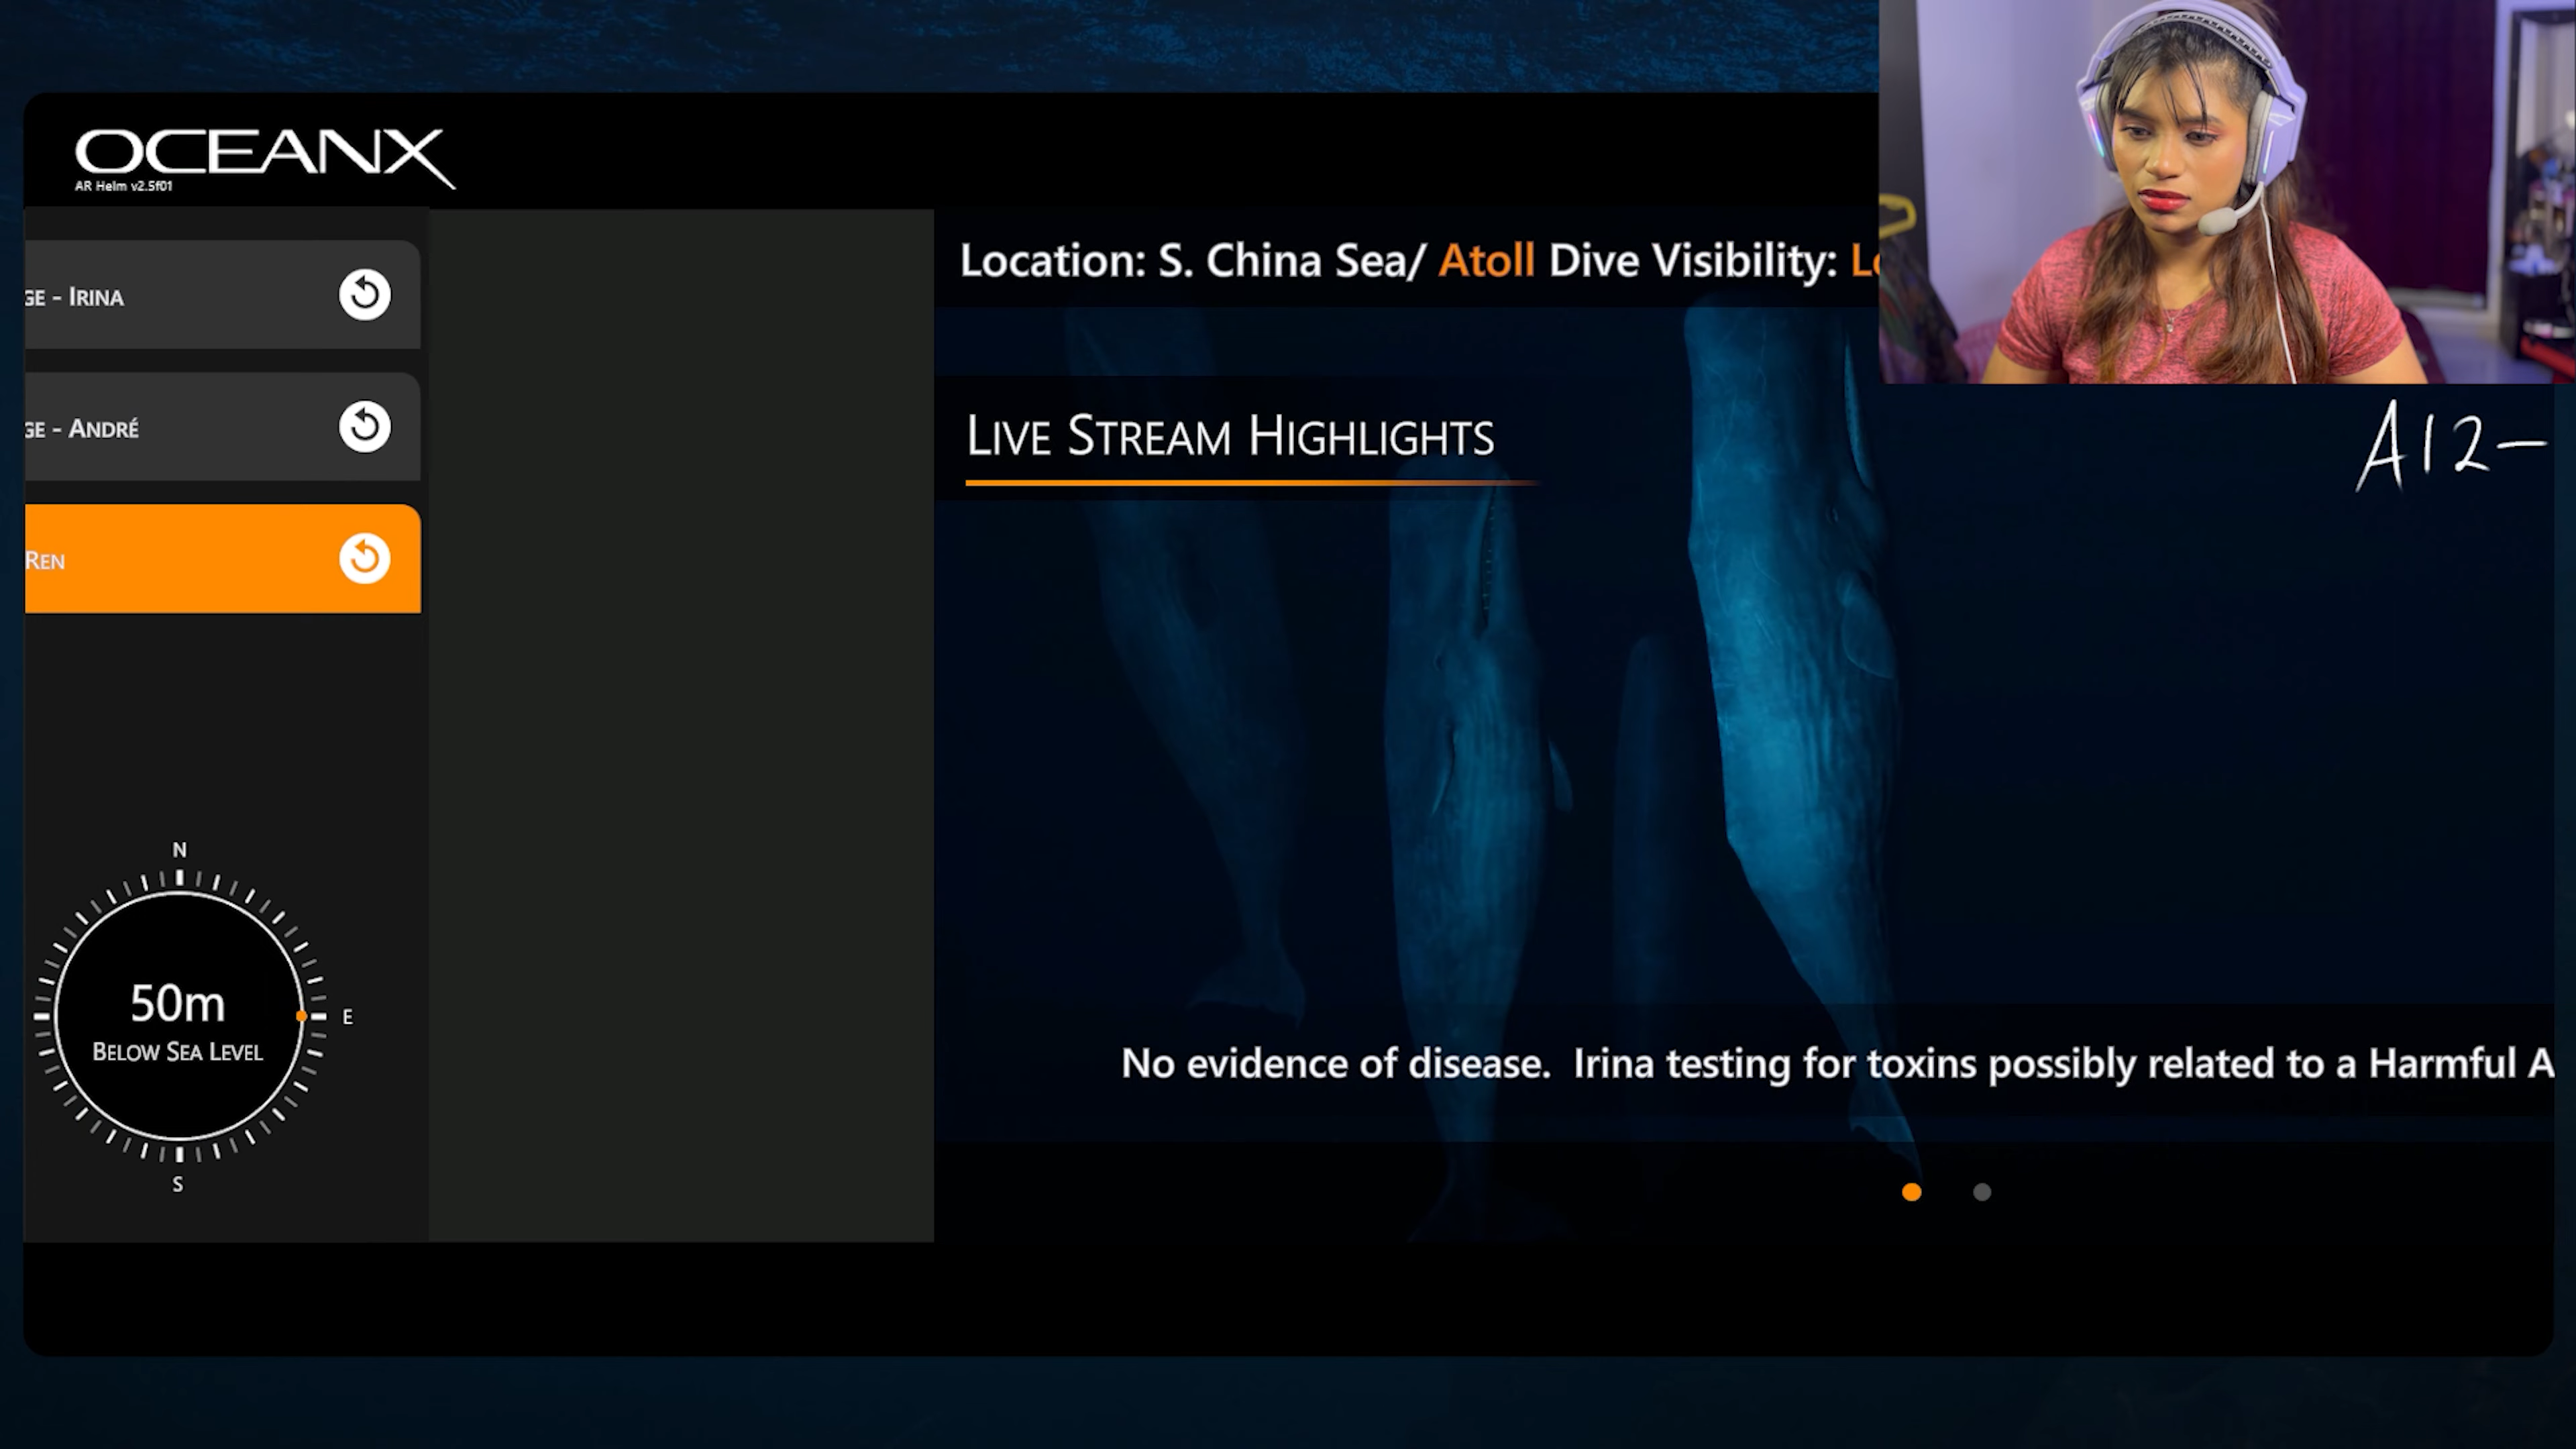 OCEANX
AR Helm v2.5f01
GE - IRINA
GE - ANDRÉ
REN
Location: S. China Sea/ Atoll Dive Visibility:
LIVE STREAM HIGHLIGHTS
A12-
N
E
50m
BELOW SEA LEVEL
S
No evidence of disease. Irina testing for toxins possibly related to a Harmful A